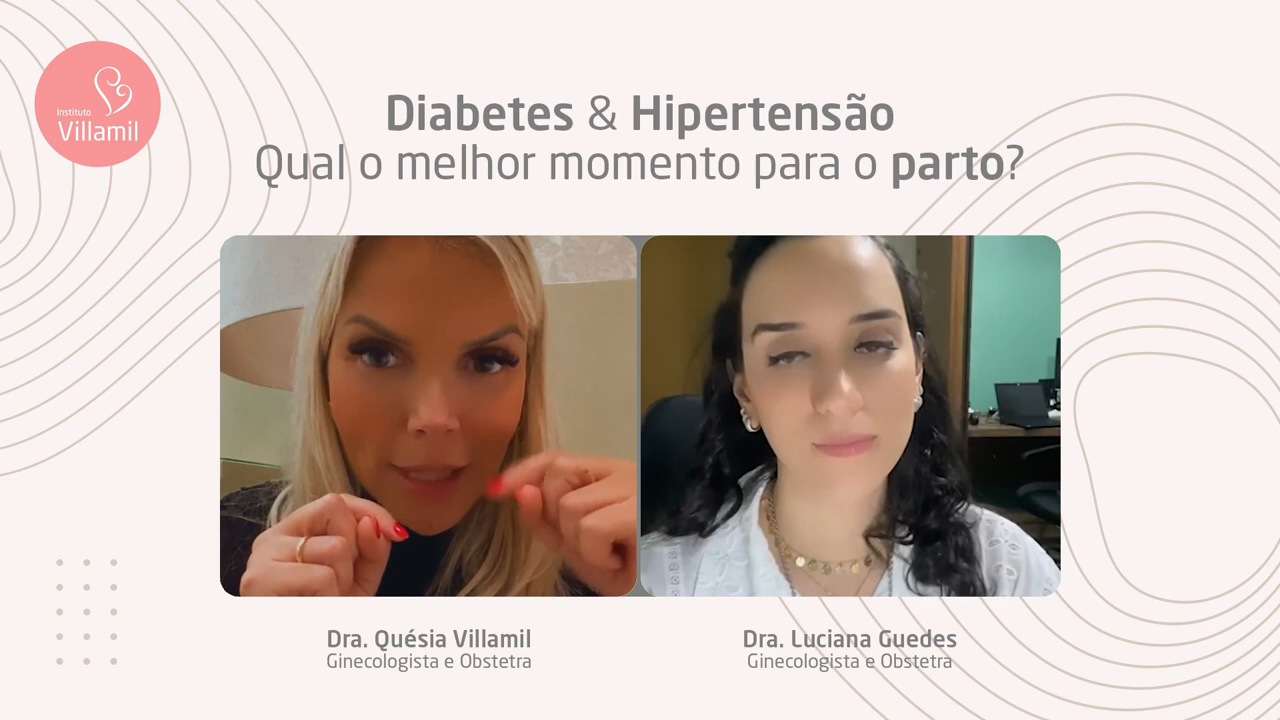 Instituto
Villamil
Diabetes & Hipertensão
Qual o melhor momento para o parto?
Dra. Quésia Villamil
Ginecologista e Obstetra
Dra. Luciana Guedes
Ginecologista e Obstetra